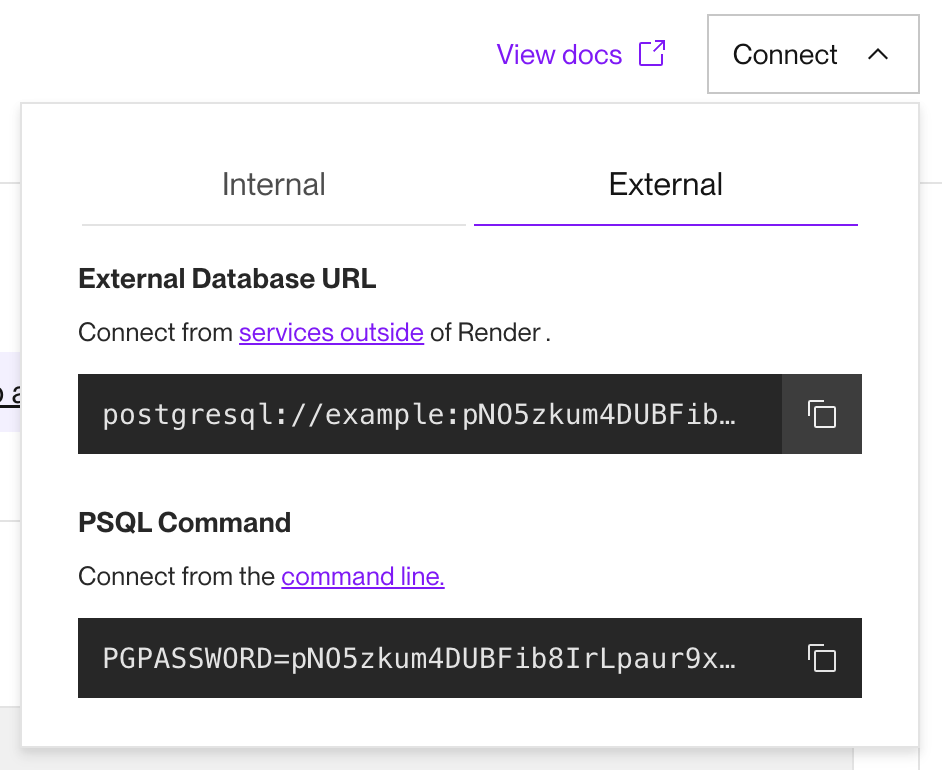 View docs
Connect
Internal
External
External Database URL
Connect from services outside of Render .
postgresql://example:pNO5zkum4DUBFib…
PSQL Command
Connect from the command line.
PGPASSWORD=pNO5zkum4DUBFib8IrLpaur9x…